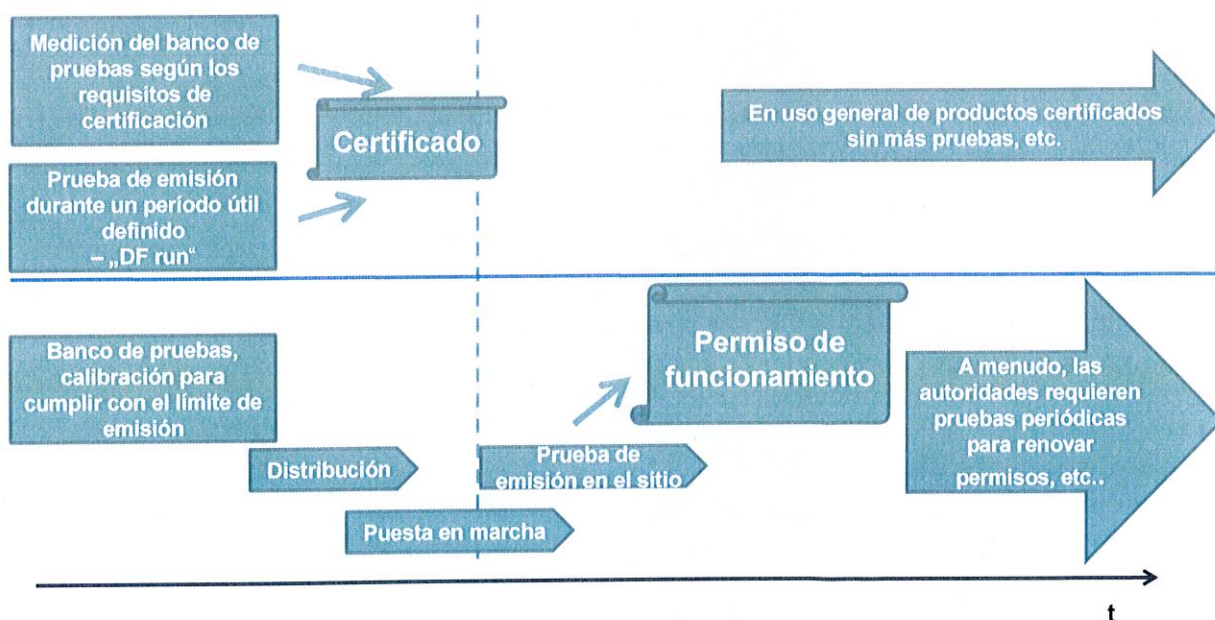 Medición del banco de
pruebas según los
requisitos de
certificación
Certificado
En uso general de productos certificados
sin más pruebas, etc.
Prueba de emisión
durante un período útil
definido
– „DF run“
Banco de pruebas,
calibración para
cumplir con el límite de
emisión
Distribución
Puesta en marcha
Prueba de
emisión en el sitio
Permiso de
funcionamiento
A menudo, las
autoridades requieren
pruebas periódicas
para renovar
permisos, etc..
t